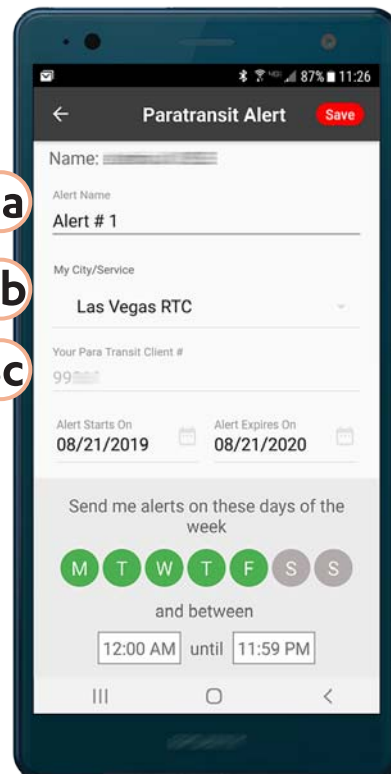 87% 11:26
Paratransit Alert Save
Name:
a
Alert Name
Alert # 1
b
My City/Service
Las Vegas RTC
c
Your Para Transit Client #
99
Alert Starts On Alert Expires On
08/21/2019 08/21/2020
Send me alerts on these days of the
week
M T W T F S S
and between
12:00 AM until 11:59 PM